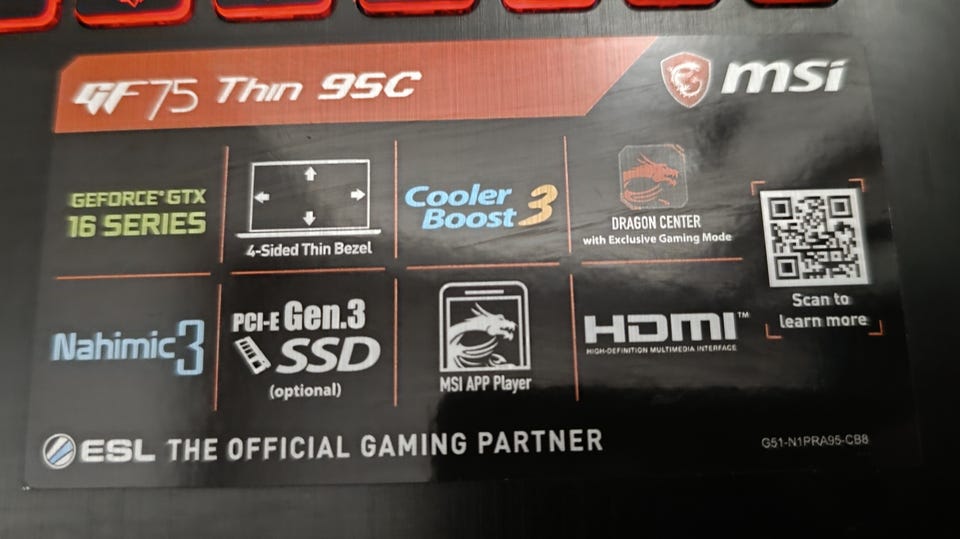 GF75 Thin 95C
msi
GEFORCE® GTX
16 SERIES
4-Sided Thin Bezel
Cooler
Boost 3
DRAGON CENTER
with Exclusive Gaming Mode
Scan to
learn more
Nahimic 3
PCI-E Gen.3
SSD
(optional)
MSI APP Player
HDMI™
HIGH-DEFINITION MULTIMEDIA INTERFACE
ESL THE OFFICIAL GAMING PARTNER
G51-N1PRA95-CB8